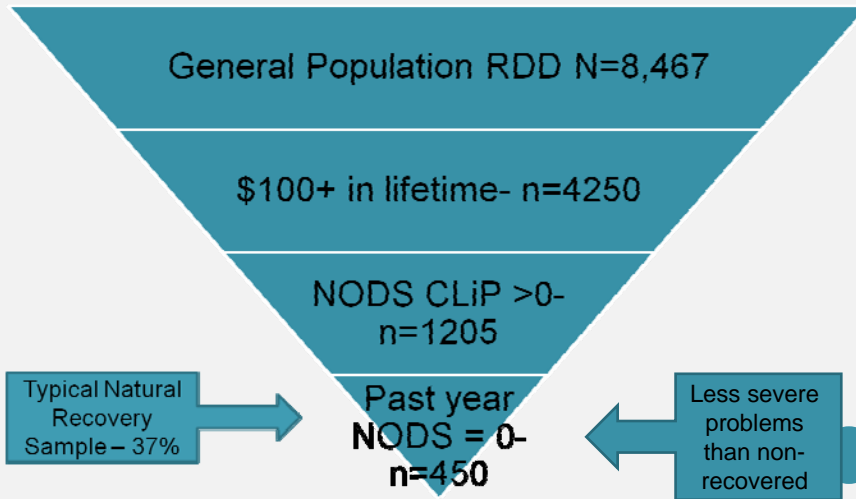 General Population RDD N=8,467
$100+ in lifetime- n=4250
NODS CLiP >0-
n=1205
Typical Natural
Recovery
Sample – 37%
Past year
NODS = 0-
n=450
Less severe
problems
than non-
recovered